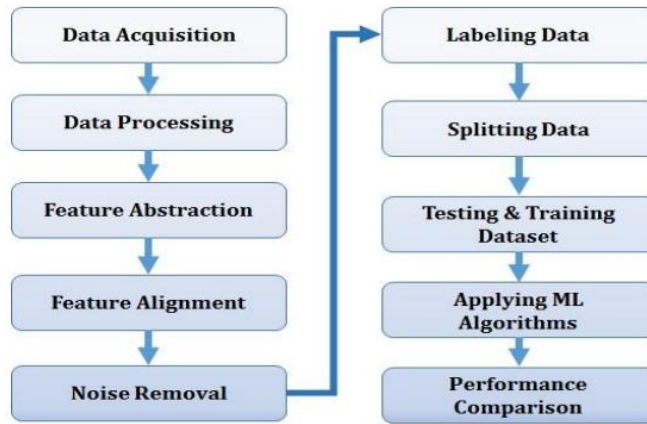 Data Acquisition
Data Processing
Feature Abstraction
Feature Alignment
Noise Removal
Labeling Data
Splitting Data
Testing & Training
Dataset
Applying ML
Algorithms
Performance
Comparison